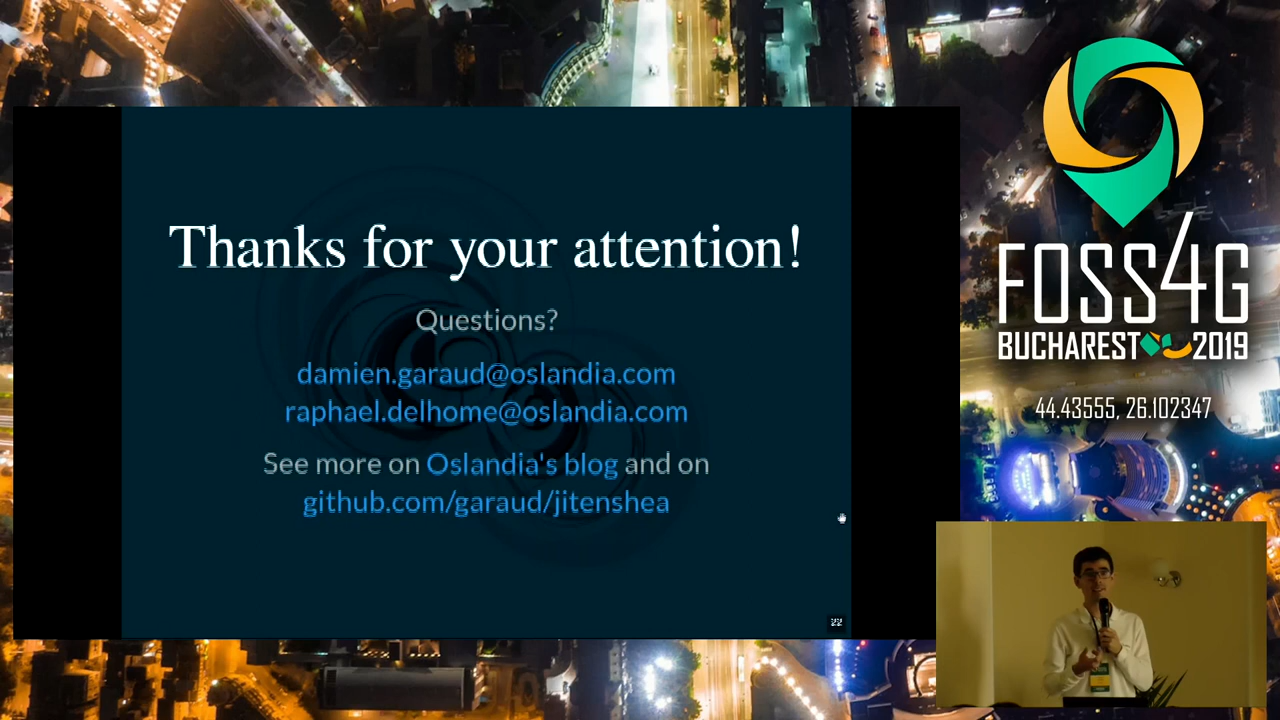 Thanks for your attention!
Questions?
damien.garaud@oslandia.com
raphael.delhome@oslandia.com
See more on Oslandia's blog and on
github.com/garaud/jitenshea
22
FOSS4G
BUCHAREST 2019
44.43555, 26.102347